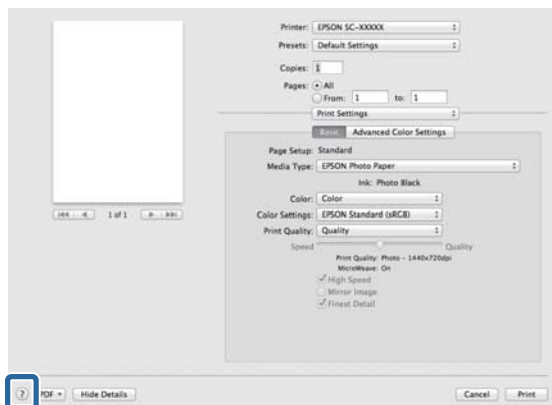 Printer: EPSON SC-XXXXX
Presets: Default Settings
Copies: 1
Pages: All
From: 1 to: 1
Print Settings
Basic Advanced Color Settings
Page Setup: Standard
Media Type: EPSON Photo Paper
Ink: Photo Black
Color: Color
1 of 1
Color Settings: EPSON Standard (sRGB)
Print Quality: Quality
Speed Quality
Print Quality: Photo - 1440x720dpi
MicroWeave: On
High Speed
Mirror Image
Finest Detail
? PDF Hide Details Cancel Print